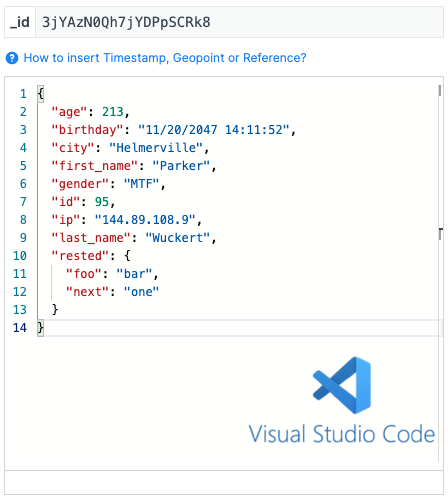 _id 3jYAzN0Qh7jYDPpSCRk8
How to insert Timestamp, Geopoint or Reference?
1 {
2 "age": 213,
3 "birthday": "11/20/2047 14:11:52",
4 "city": "Helmerville",
5 "first_name": "Parker",
6 "gender": "MTF",
7 "id": 95,
8 "ip": "144.89.108.9",
9 "last_name": "Wuckert",
10 "rested": {
11 "foo": "bar",
12 "next": "one"
13 }
14 }
Visual Studio Code